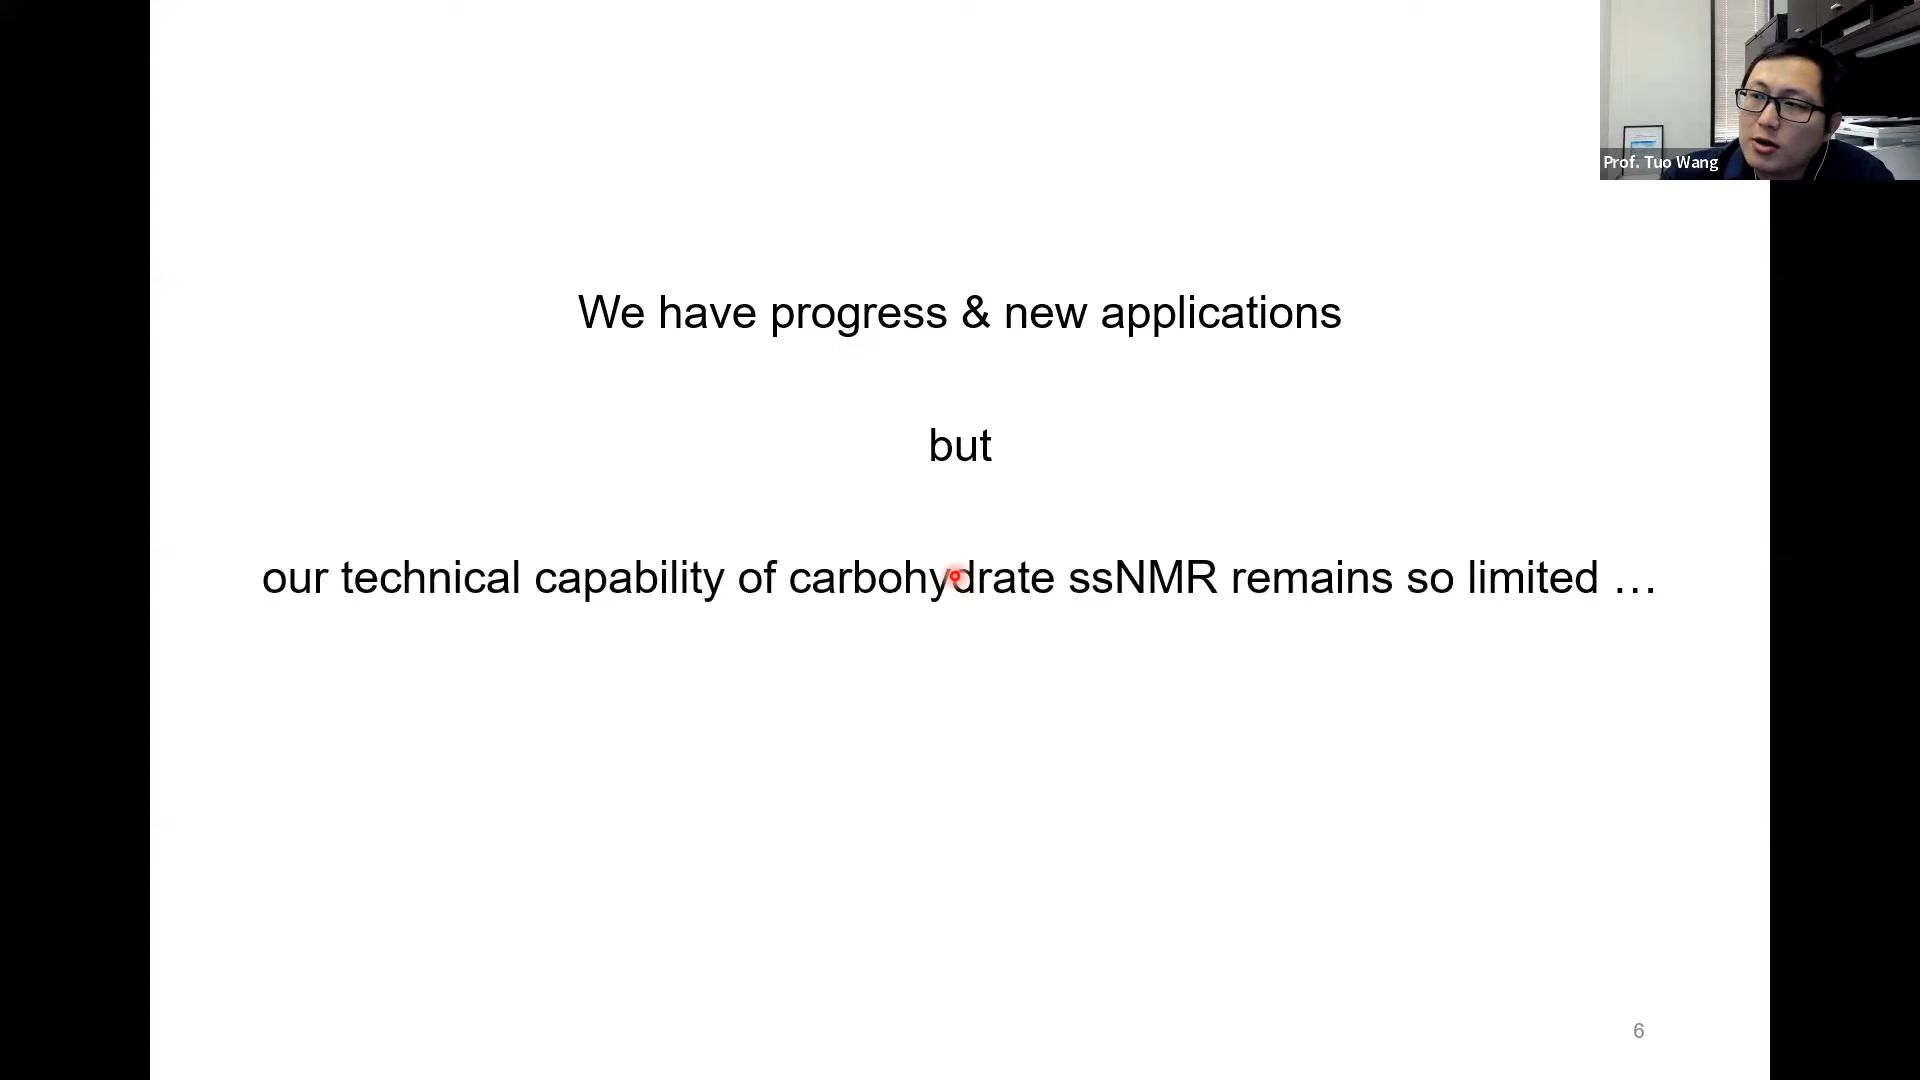 Prof. Tuo Wang
We have progress & new applications
but
our technical capability of carbohydrate ssNMR remains so limited …
6